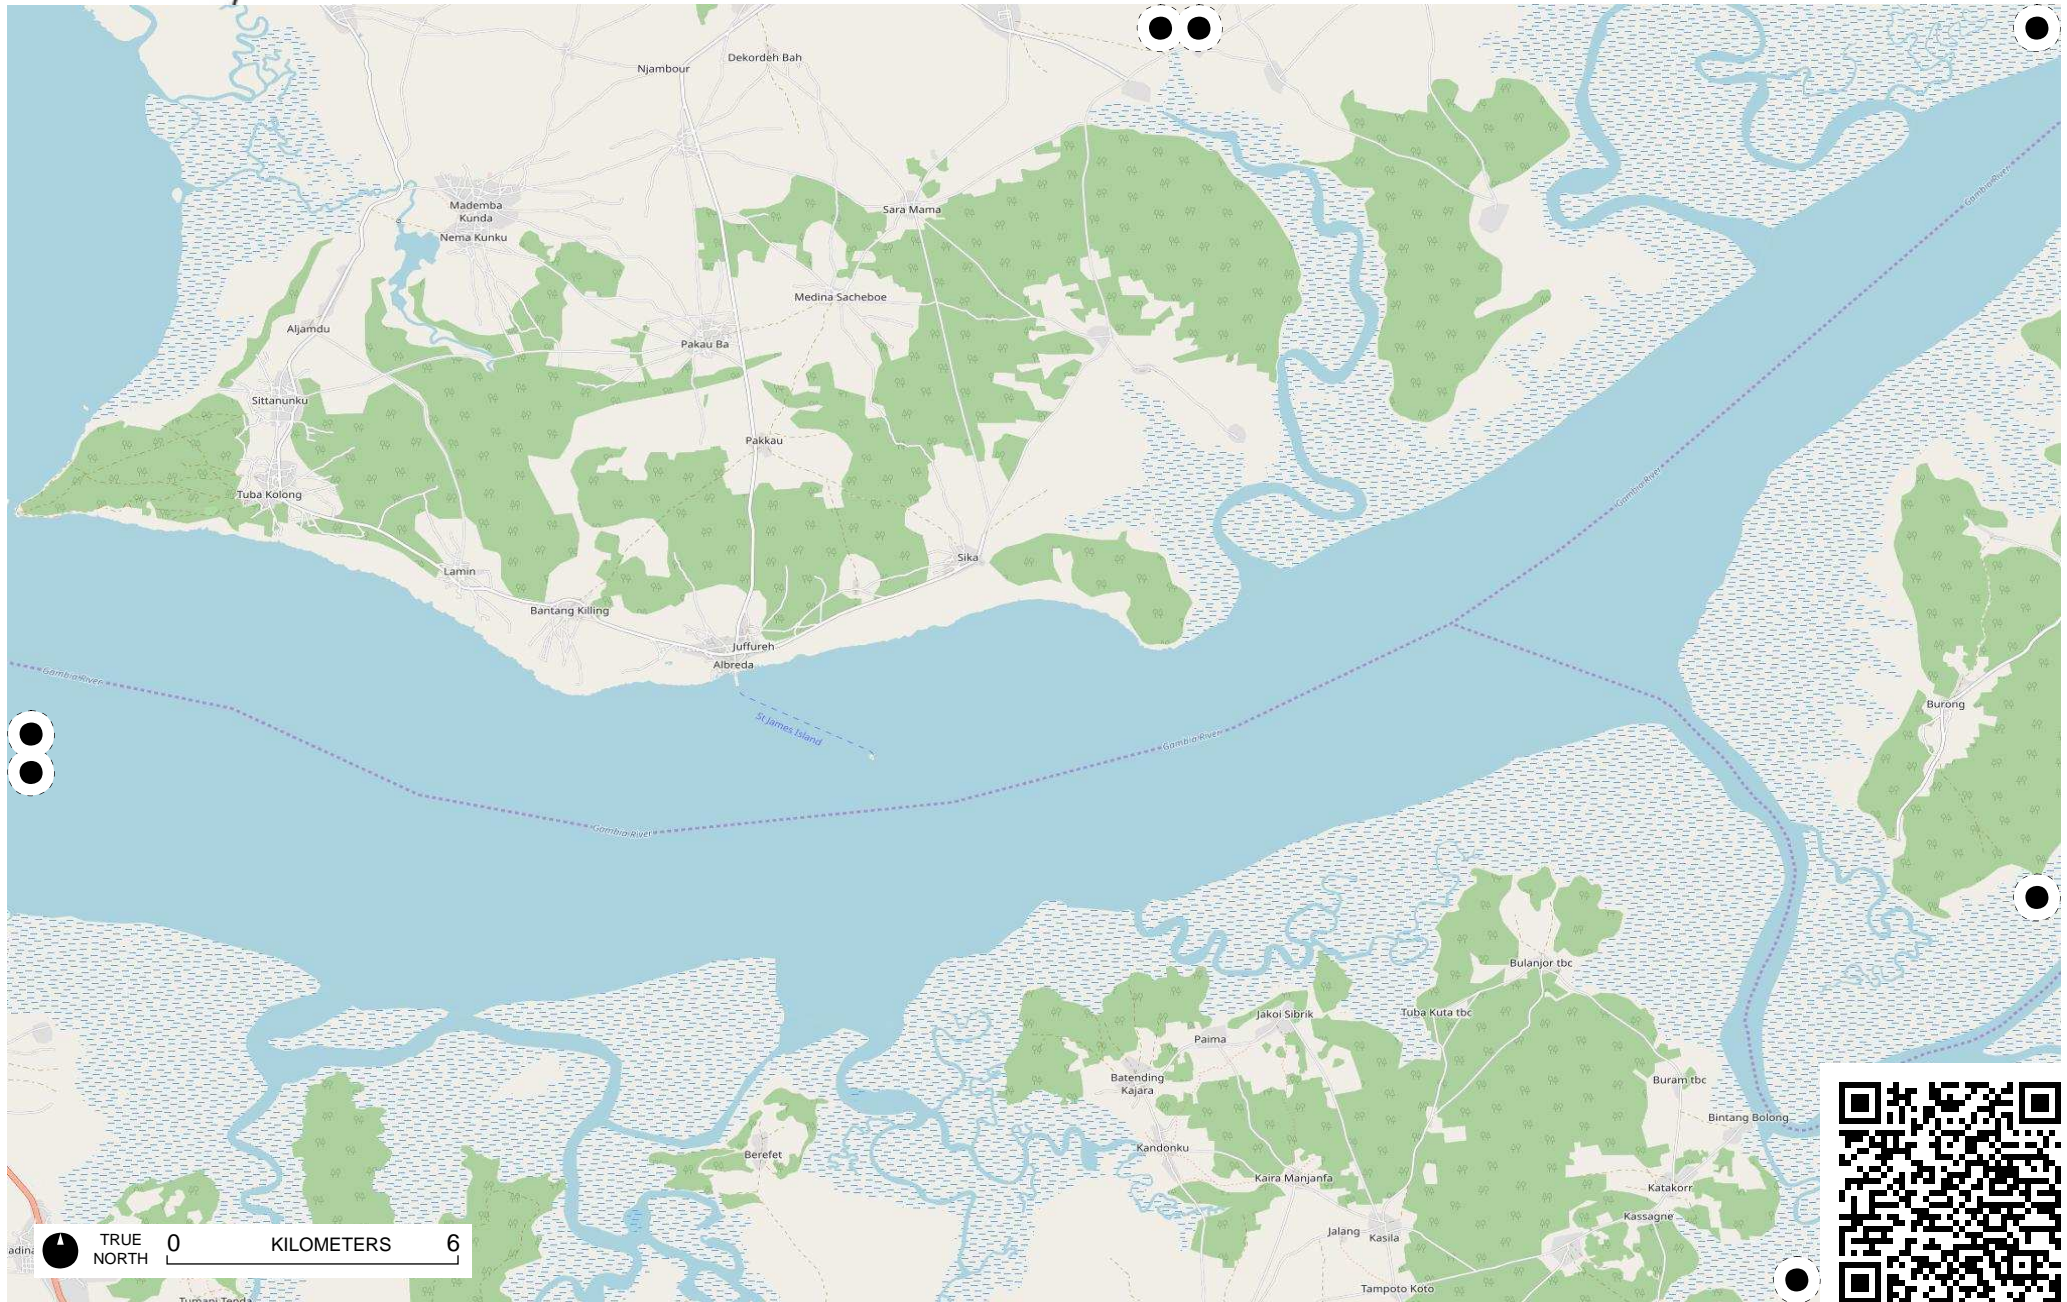 Dekordeh Bah
Njambour
Gambia River
Mademba
Kunda
Sara Mama
Nema Kunku
Medina Sacheboe
Aljamdu
Pakau Ba
Sittanunku
Pakkau
Gambia River
Tuba Kolong
Sika
Lamin
Bantang Killing
Juffureh
Albreda
Gambia River
Burong
St James Island
Gambia River
Gambia River
Bulanjor tbc
Jakoi Sibrik
Tuba Kuta tbc
Paima
Batending
Kajara
Buram tbc
Bintang Bolong
Kandonku
Berefet
Kaira Manjanfa
Katakorr
Kassagne
Jalang
Kasila
TRUE
NORTH
0 KILOMETERS 6
Tampoto Koto